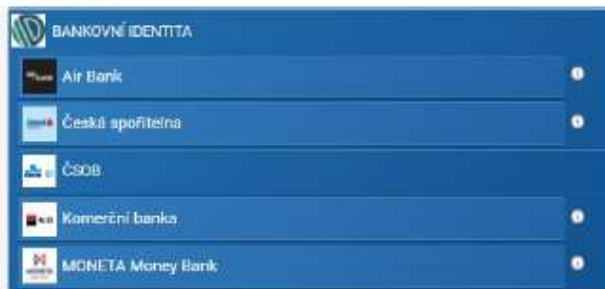 BANKOVNÍ IDENTITA
Air Bank
Česká spořitelna
ČSOB
Komerční banka
MONETA Money Bank